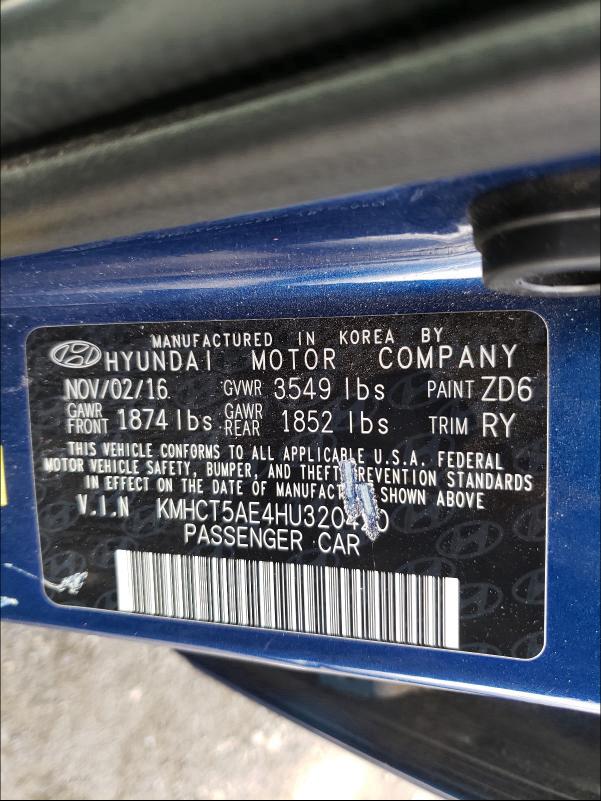 MANUFACTURED IN KOREA BY
HYUNDAI MOTOR COMPANY
NOV/02/16 GVWR 3549 lbs PAINT ZD6
GAWR FRONT 1874 lbs GAWR REAR 1852 lbs TRIM RY
THIS VEHICLE CONFORMS TO ALL APPLICABLE U.S.A. FEDERAL
MOTOR VEHICLE SAFETY, BUMPER, AND THEFT PREVENTION STANDARDS
IN EFFECT ON THE DATE OF MANUFACTURE SHOWN ABOVE
V.I.N
PASSENGER CAR